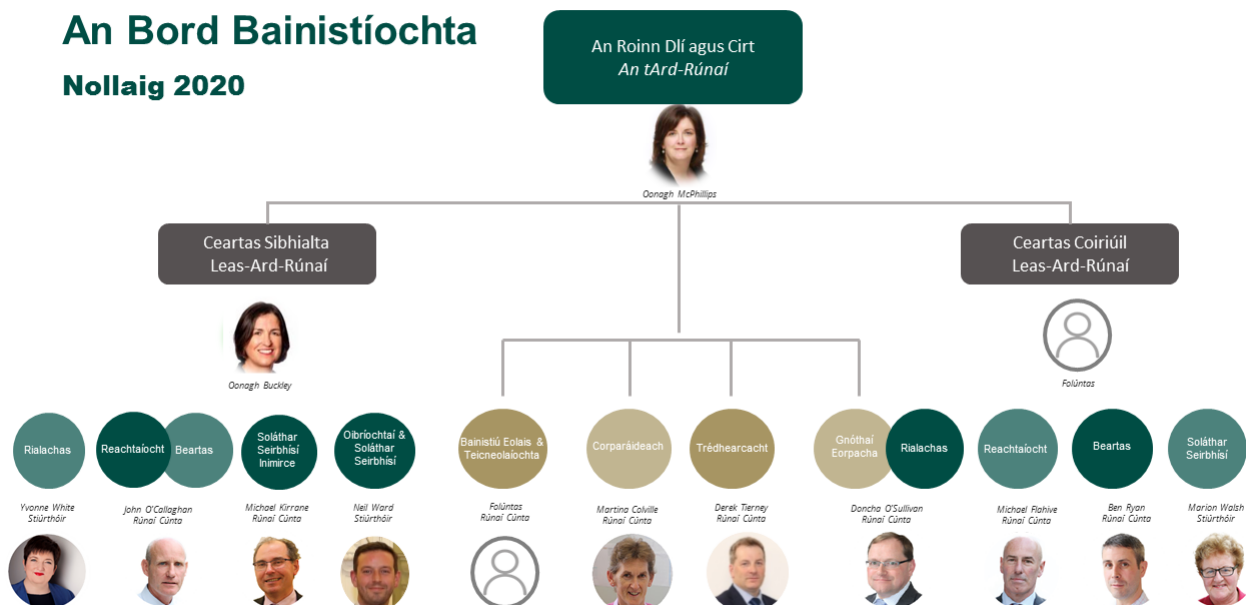 An Bord Bainistíochta
Nollaig 2020
An Roinn Dlí agus Cirt
An tArd-Rúnaí
Oonagh McPhillips
Ceartas Sibhialta
Leas-Ard-Rúnaí
Oonagh Buckley
Ceartas Coiriúil
Leas-Ard-Rúnaí
Folúntas
Rialachas
Reachtaíocht
Beartas
Soláthar
Seirbhísí
Inimirce
Oibríochtaí &
Soláthar
Seirbhísí
Bainistiú Eolais &
Teicneolaíochta
Corparáideach
Trédhearcacht
Gnóthaí
Eorpacha
Rialachas
Reachtaíocht
Beartas
Soláthar
Seirbhísí
Yvonne White
Stiúrthóir
John O'Callaghan
Rúnaí Cúnta
Michael Kirrane
Rúnaí Cúnta
Neil Ward
Stiúrthóir
Folúntas
Rúnaí Cúnta
Martina Colville
Rúnaí Cúnta
Derek Tierney
Rúnaí Cúnta
Doncha O'Sullivan
Rúnaí Cúnta
Michael Flahive
Rúnaí Cúnta
Ben Ryan
Rúnaí Cúnta
Marion Walsh
Stiúrthóir